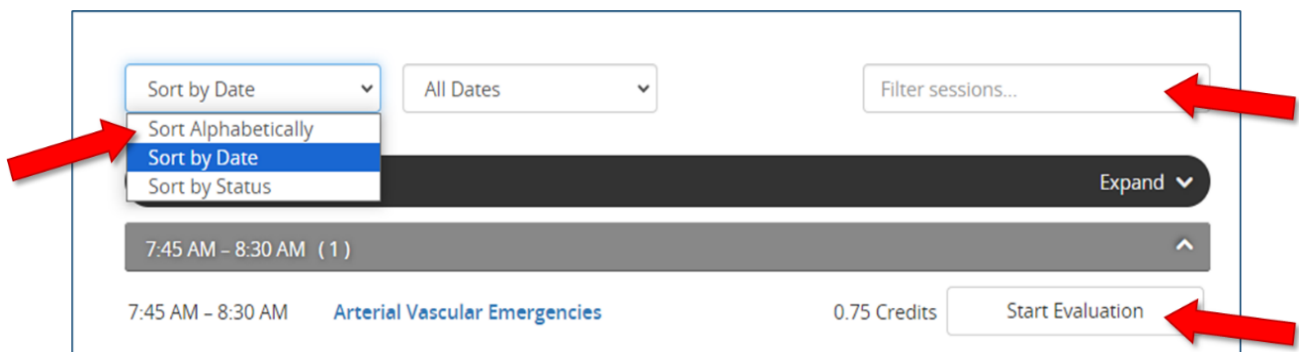 Sort by Date All Dates Filter sessions...
Sort Alphabetically
Sort by Date
Sort by Status
Expand
7:45 AM – 8:30 AM ( 1 )
7:45 AM – 8:30 AM Arterial Vascular Emergencies 0.75 Credits Start Evaluation